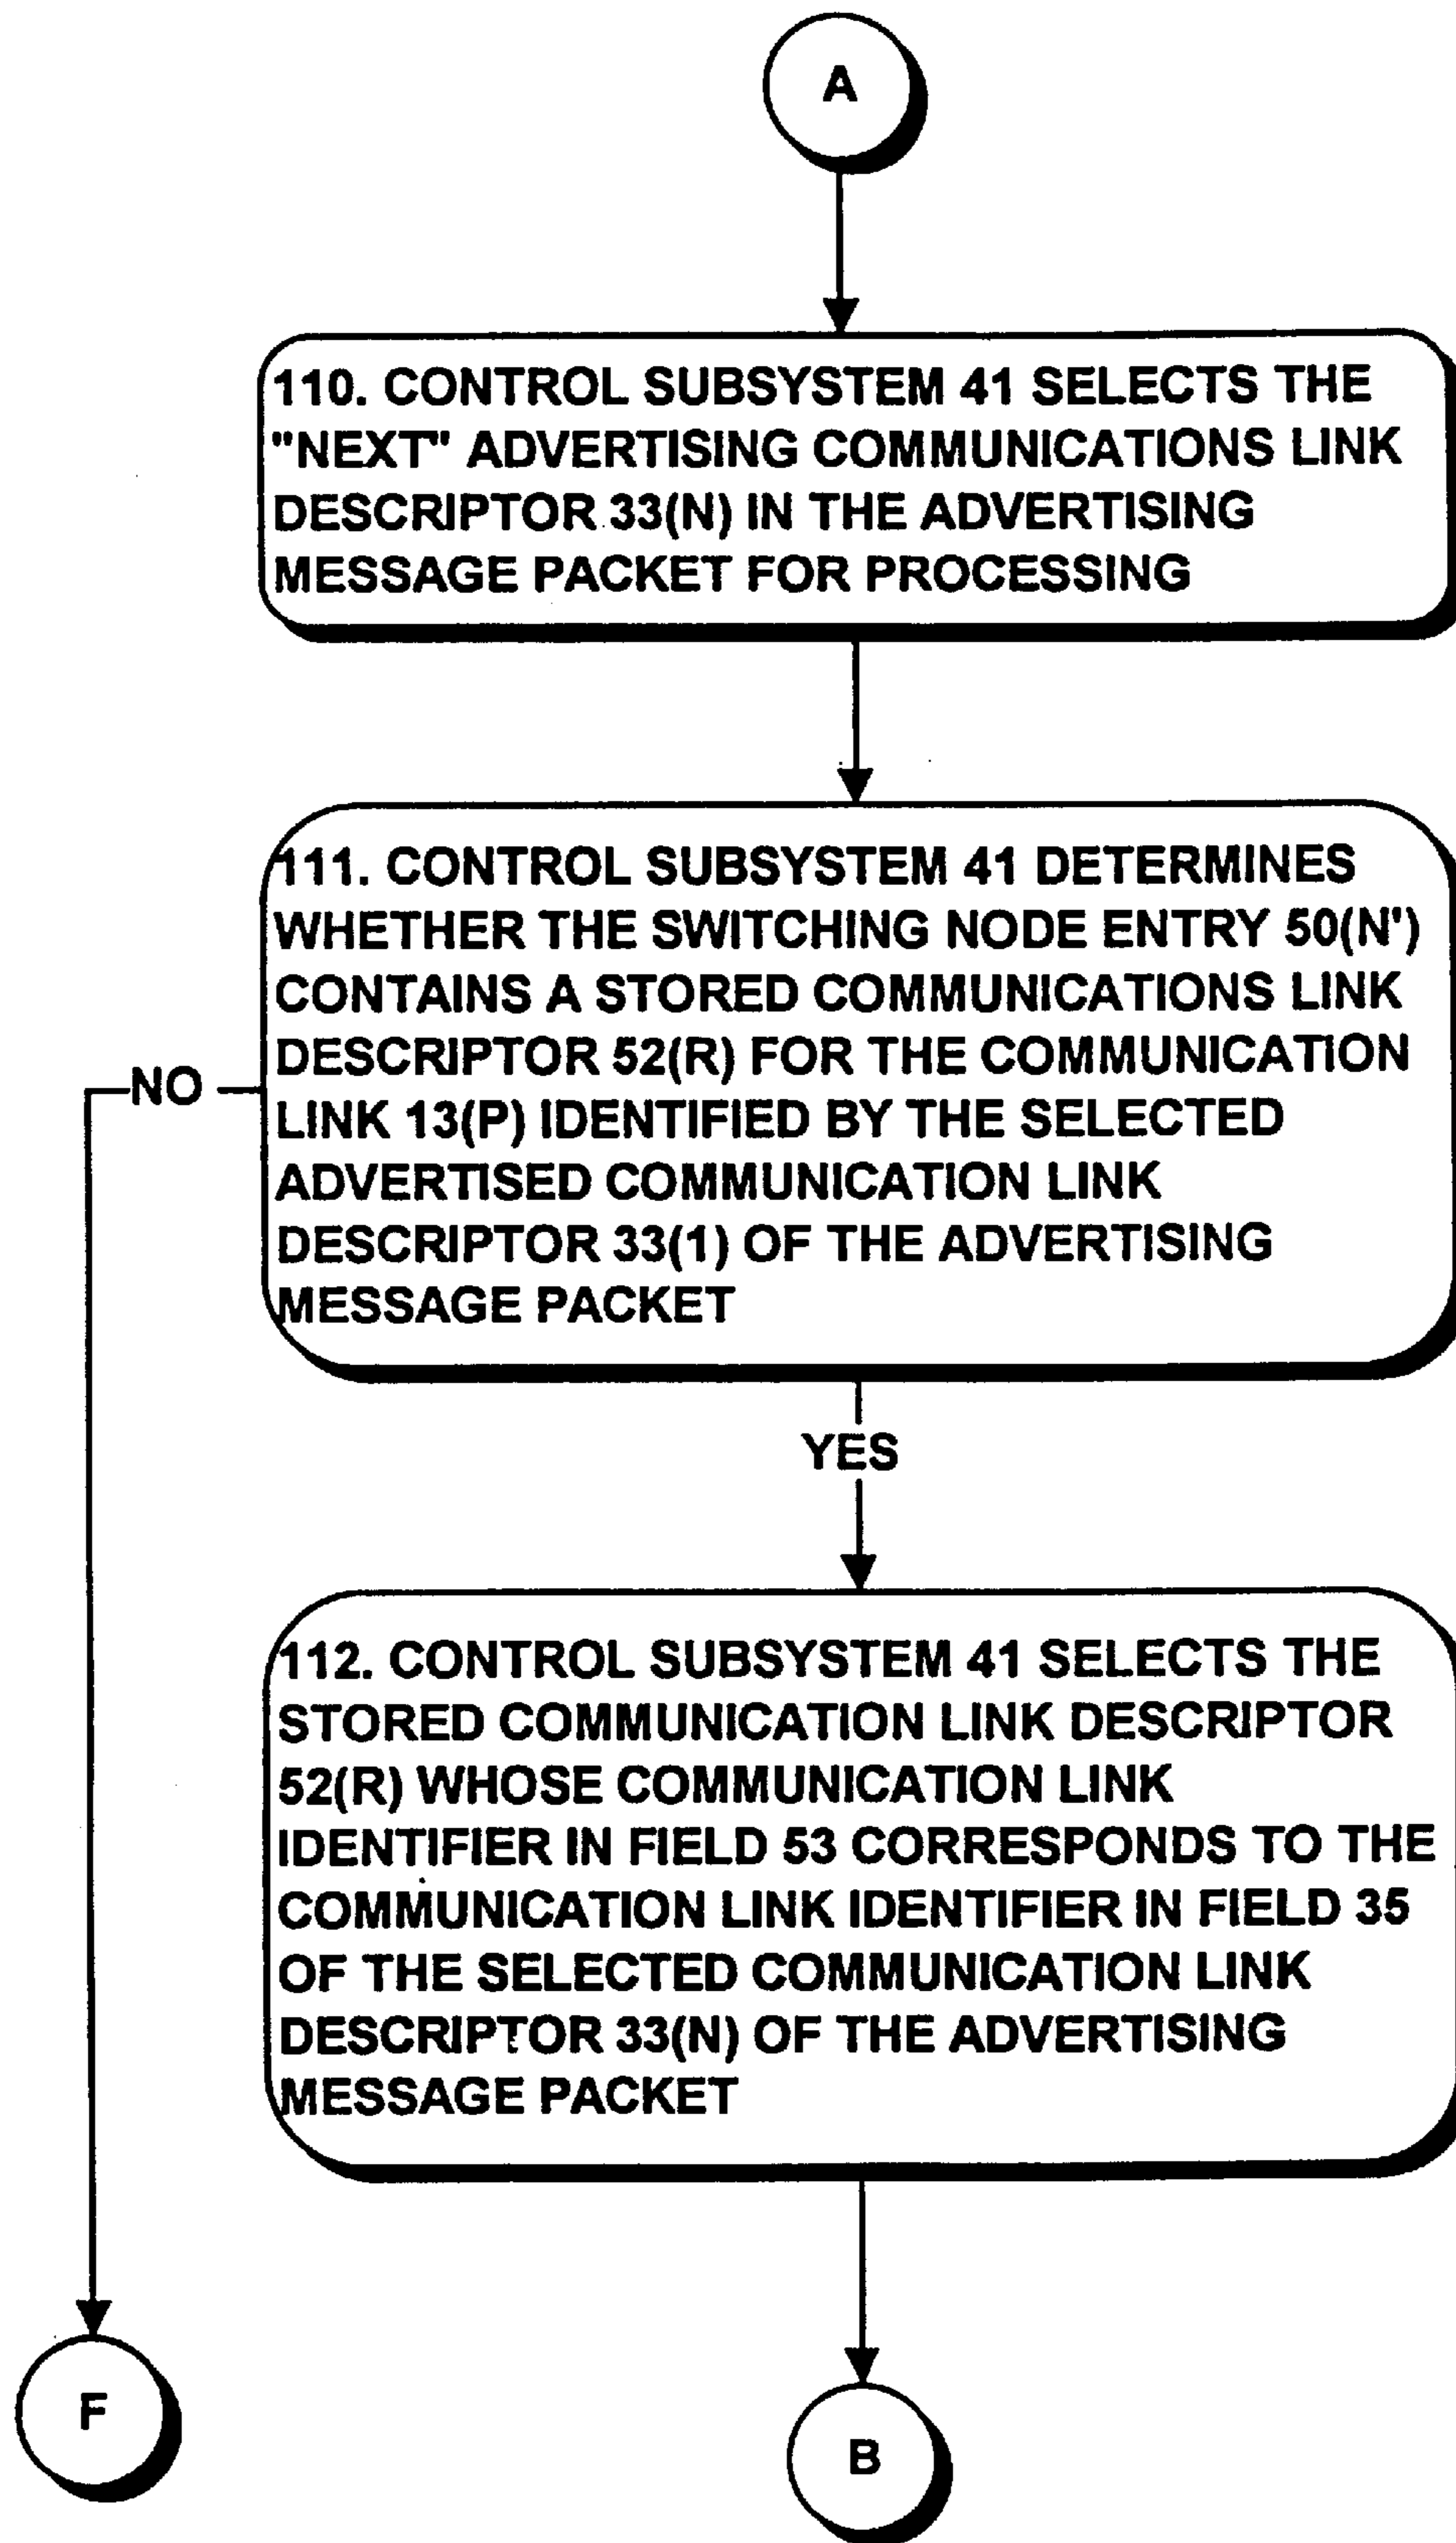 A
110. CONTROL SUBSYSTEM 41 SELECTS THE
"NEXT" ADVERTISING COMMUNICATIONS LINK
DESCRIPTOR 33(N) IN THE ADVERTISING
MESSAGE PACKET FOR PROCESSING
111. CONTROL SUBSYSTEM 41 DETERMINES
WHETHER THE SWITCHING NODE ENTRY 50(N')
CONTAINS A STORED COMMUNICATIONS LINK
DESCRIPTOR 52(R) FOR THE COMMUNICATION
LINK 13(P) IDENTIFIED BY THE SELECTED
ADVERTISED COMMUNICATION LINK
DESCRIPTOR 33(1) OF THE ADVERTISING
MESSAGE PACKET
NO
YES
112. CONTROL SUBSYSTEM 41 SELECTS THE
STORED COMMUNICATION LINK DESCRIPTOR
52(R) WHOSE COMMUNICATION LINK
IDENTIFIER IN FIELD 53 CORRESPONDS TO THE
COMMUNICATION LINK IDENTIFIER IN FIELD 35
OF THE SELECTED COMMUNICATION LINK
DESCRIPTOR 33(N) OF THE ADVERTISING
MESSAGE PACKET
F
B